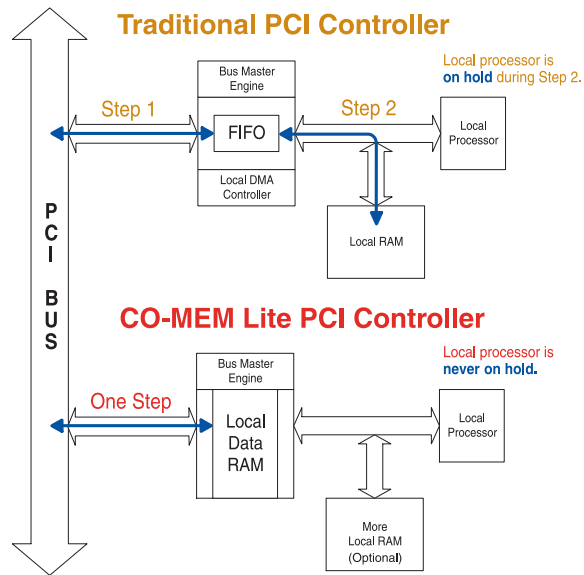 Traditional PCI Controller
Local processor is
on hold during Step 2.
Bus Master
Engine
Step 1
Step 2
FIFO
Local
Processor
Local DMA
Controller
Local RAM
PCI BUS
CO-MEM Lite PCI Controller
Local processor is
never on hold.
Bus Master
Engine
One Step
Local
Data
RAM
Local
Processor
More
Local RAM
(Optional)